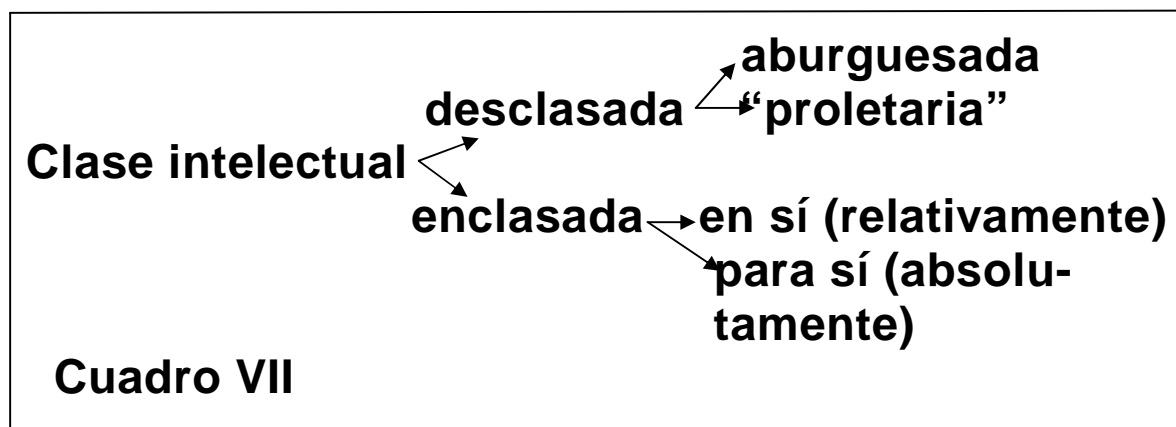 aburguesada
desclasada “proletaria”
Clase intelectual
enclasada en sí (relativamente)
para sí (absolu-
tamente)
Cuadro VII